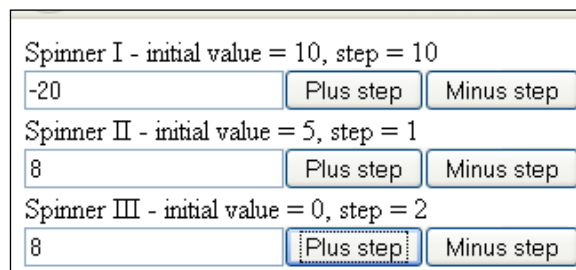 Spinner I - initial value = 10, step = 10
-20 Plus step Minus step
Spinner II - initial value = 5, step = 1
8 Plus step Minus step
Spinner III - initial value = 0, step = 2
8 Plus step Minus step